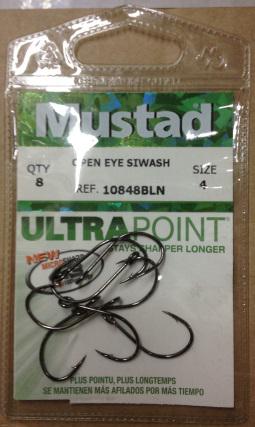 Mustad
OPEN EYE SIWASH
QTY
8
SIZE
4
REF. 10848BLN
ULTRAPOINT
STAYS SHARPER LONGER
NEW
PLUS POINTU, PLUS LONGTEMPS
SE MANTIENEN MÁS AFILADOS POR MÁS TIEMPO